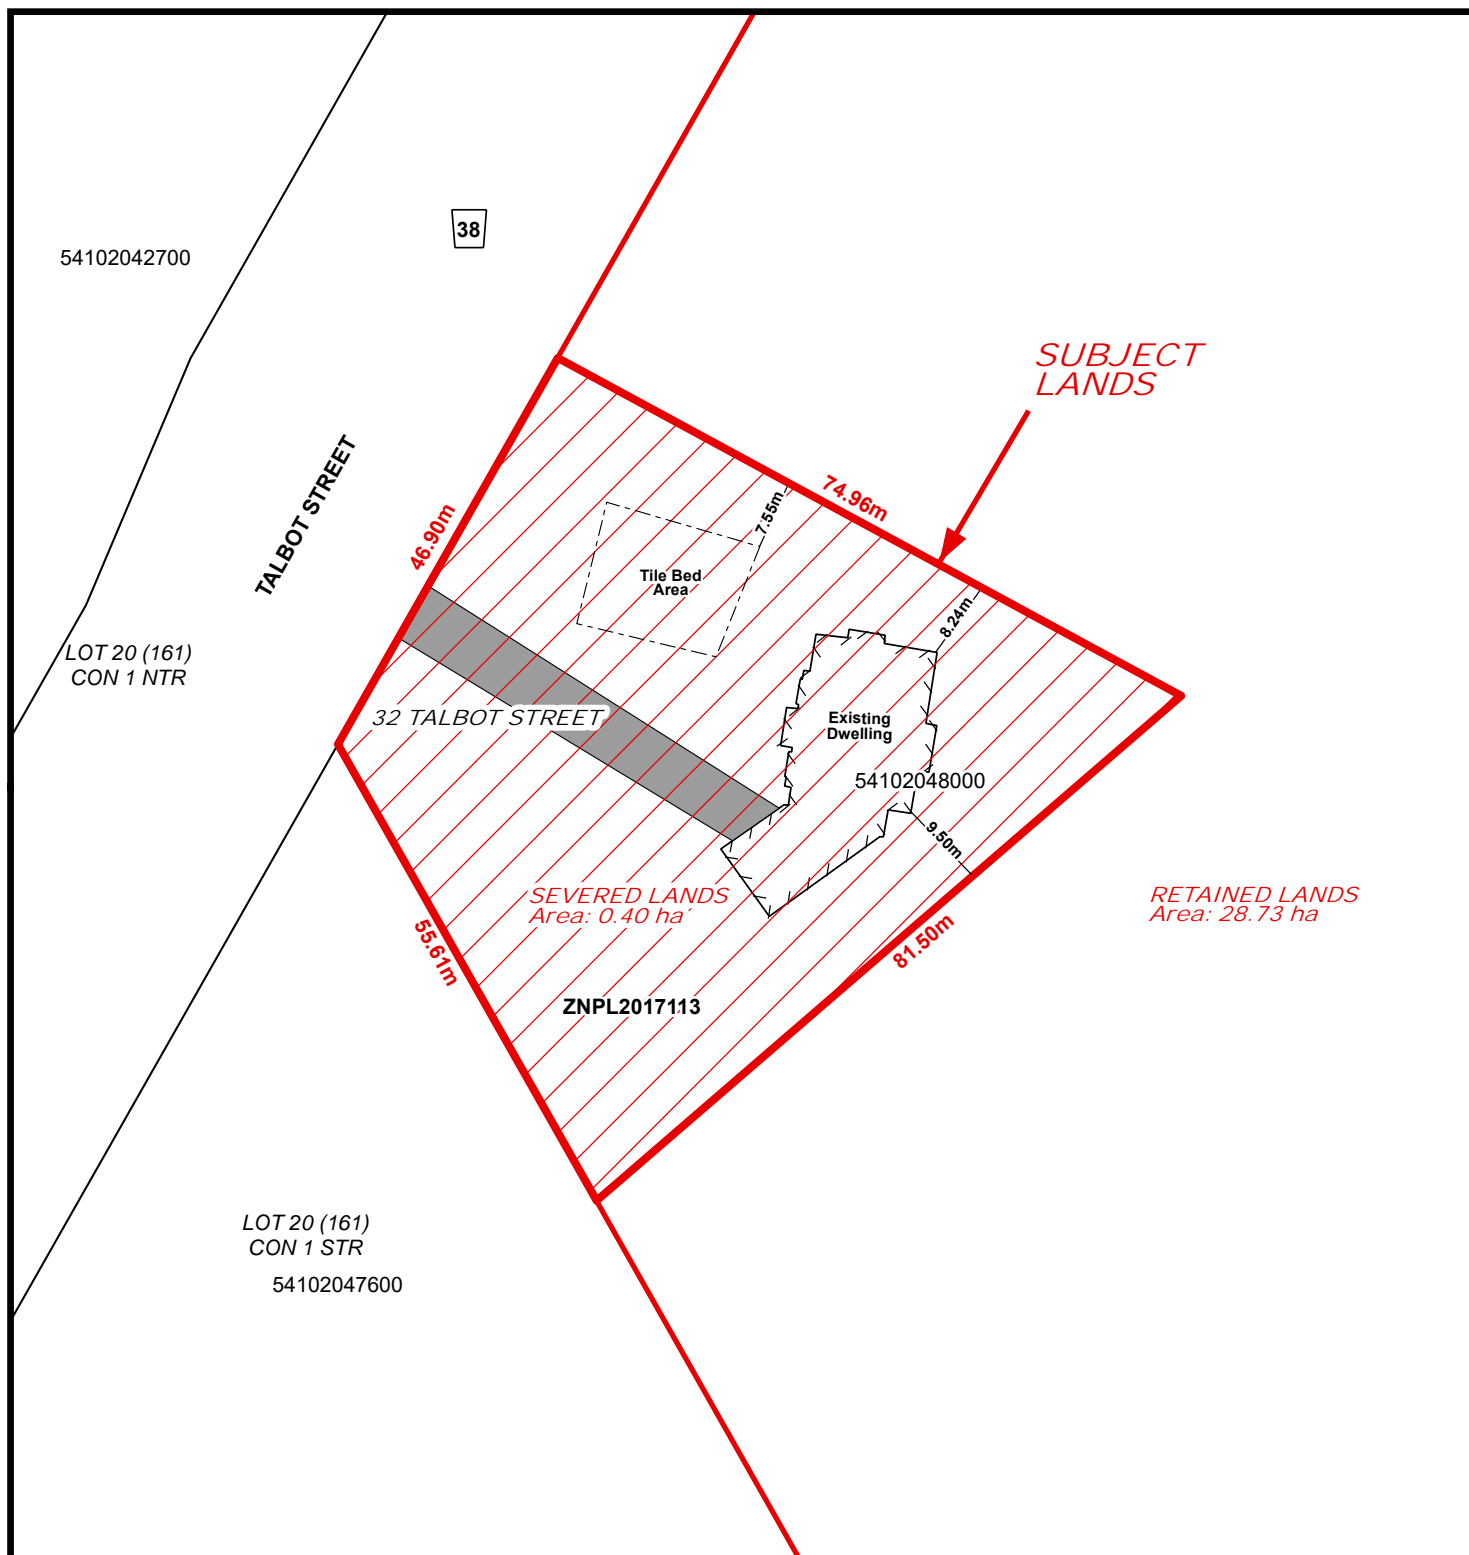 38
54102042700
SUBJECT
LANDS
TALBOT STREET
46.90m
74.96m
7.55m
Tile Bed
Area
8.24m
LOT 20 (161)
CON 1 NTR
32 TALBOT STREET
Existing
Dwelling
54102048000
9.50m
SEVERED LANDS
Area: 0.40 ha
RETAINED LANDS
Area: 28.73 ha
55.61m
81.50m
ZNPL2017113
LOT 20 (161)
CON 1 STR
54102047600